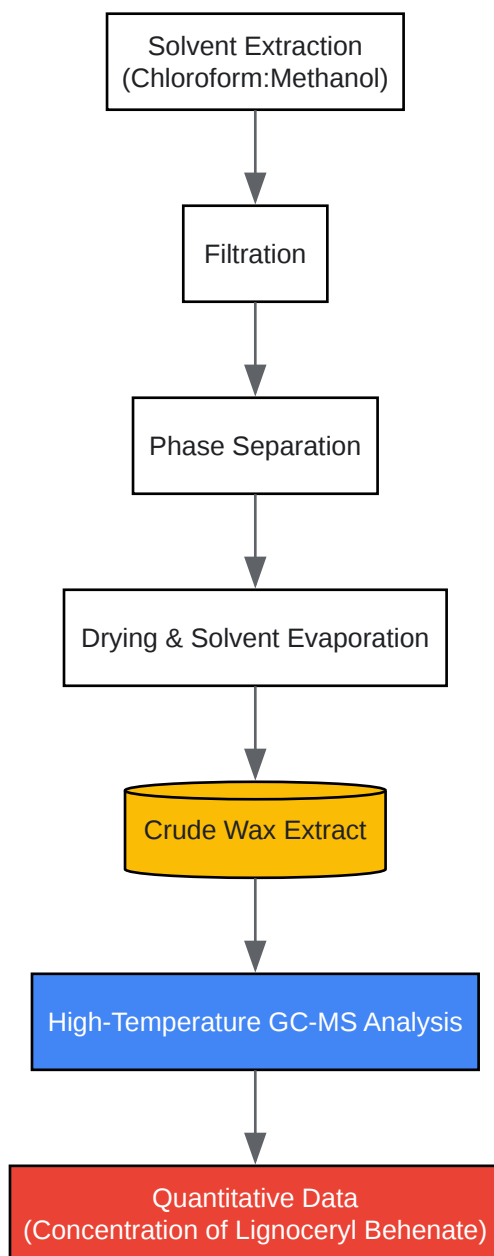 Solvent Extraction
(Chloroform:Methanol)
Filtration
Phase Separation
Drying & Solvent Evaporation
Crude Wax Extract
High-Temperature GC-MS Analysis
Quantitative Data
(Concentration of Lignoceryl Behenate)